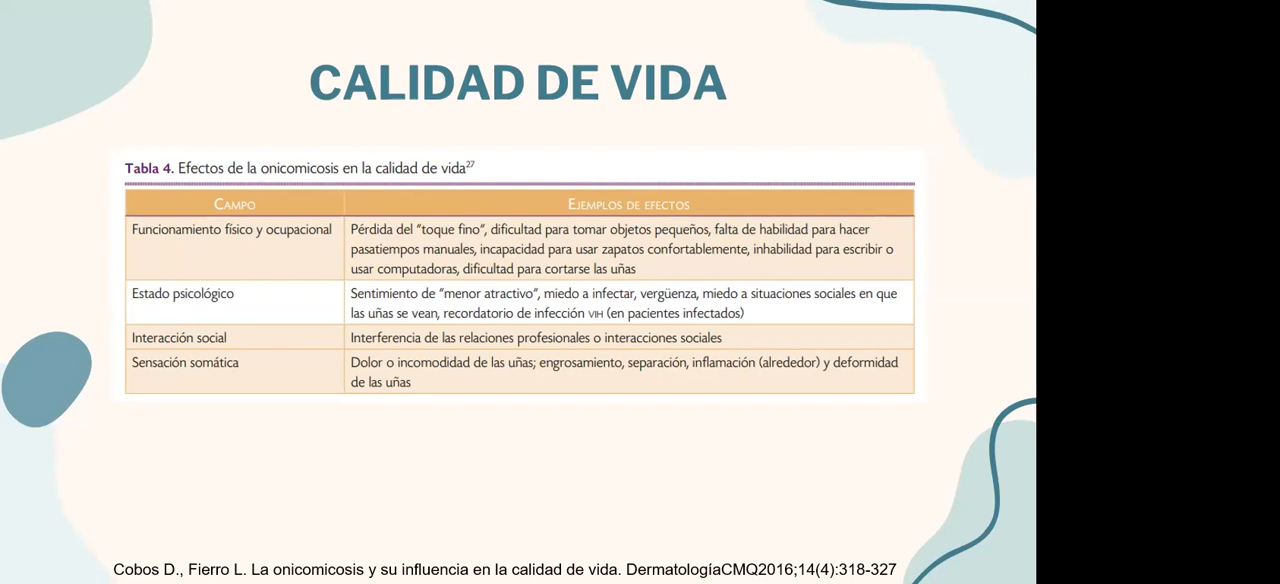 CALIDAD DE VIDA
Tabla 4. Efectos de la onicomicosis en la calidad de vida27
Campo
Ejemplos de efectos
Funcionamiento físico y ocupacional
Pérdida del "toque fino", dificultad para tomar objetos pequeños, falta de habilidad para hacer
pasatiempos manuales, incapacidad para usar zapatos confortablemente, inhabilidad para escribir o
usar computadoras, dificultad para cortarse las uñas
Estado psicológico
Sentimiento de "menor atractivo", miedo a infectar, vergüenza, miedo a situaciones sociales en que
las uñas se vean, recordatorio de infección VIH (en pacientes infectados)
Interacción social
Interferencia de las relaciones profesionales o interacciones sociales
Sensación somática
Dolor o incomodidad de las uñas; engrosamiento, separación, inflamación (alrededor) y deformidad
de las uñas
Cobos D., Fierro L. La onicomicosis y su influencia en la calidad de vida. DermatologíaCMQ2016;14(4):318-327